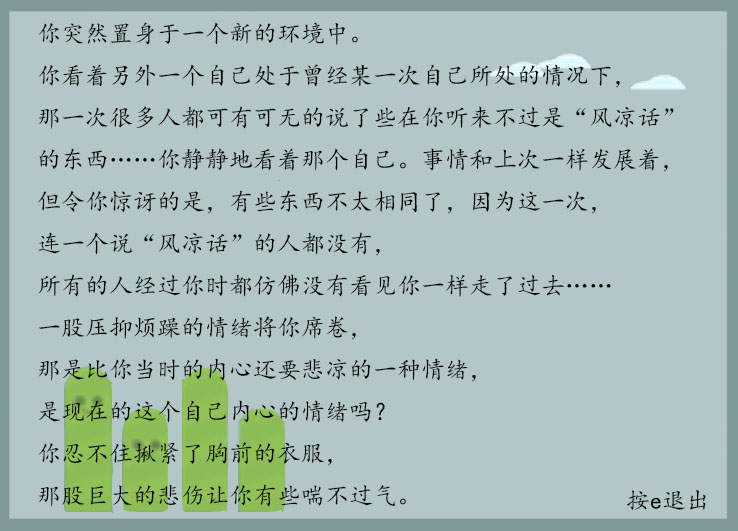 你突然置身于一个新的环境中。
你看着另外一个自己处于曾经某一次自己所处的情况下，
那一次很多人都可有可无的说了些在你听来不过是“风凉话”
的东西……你静静地看着那个自己。事情和上次一样发展着，
但令你惊讶的是，有些东西不太相同了，因为这一次，
连一个说“风凉话”的人都没有，
所有的人经过你时都仿佛没有看见你一样走了过去……
一股压抑烦躁的情绪将你席卷，
那是比你当时的内心还要悲凉的一种情绪，
是现在的这个自己内心的情绪吗？
你忍不住揪紧了胸前的衣服，
那股巨大的悲伤让你有些喘不过气。
按e退出